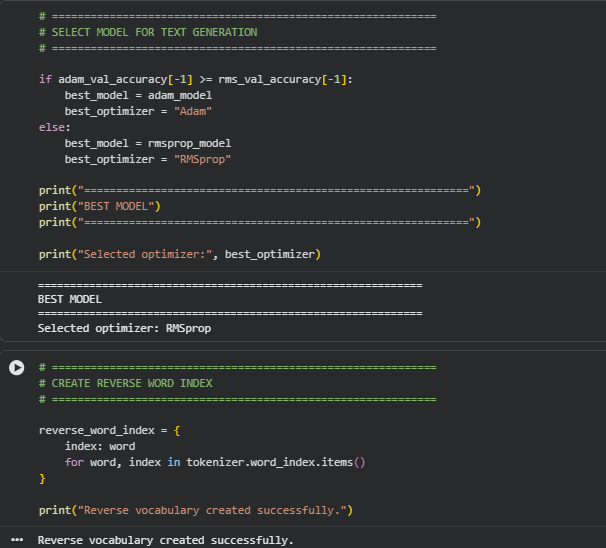 # ============================================================
# SELECT MODEL FOR TEXT GENERATION
# ============================================================
if adam_val_accuracy[-1] >= rms_val_accuracy[-1]:
    best_model = adam_model
    best_optimizer = "Adam"
else:
    best_model = rmsprop_model
    best_optimizer = "RMSprop"
print("============================================================")
print("BEST MODEL")
print("============================================================")
print("Selected optimizer:", best_optimizer)
============================================================
BEST MODEL
============================================================
Selected optimizer: RMSprop
# ============================================================
# CREATE REVERSE WORD INDEX
# ============================================================
reverse_word_index = {
    index: word
    for word, index in tokenizer.word_index.items()
}
print("Reverse vocabulary created successfully.")
Reverse vocabulary created successfully.